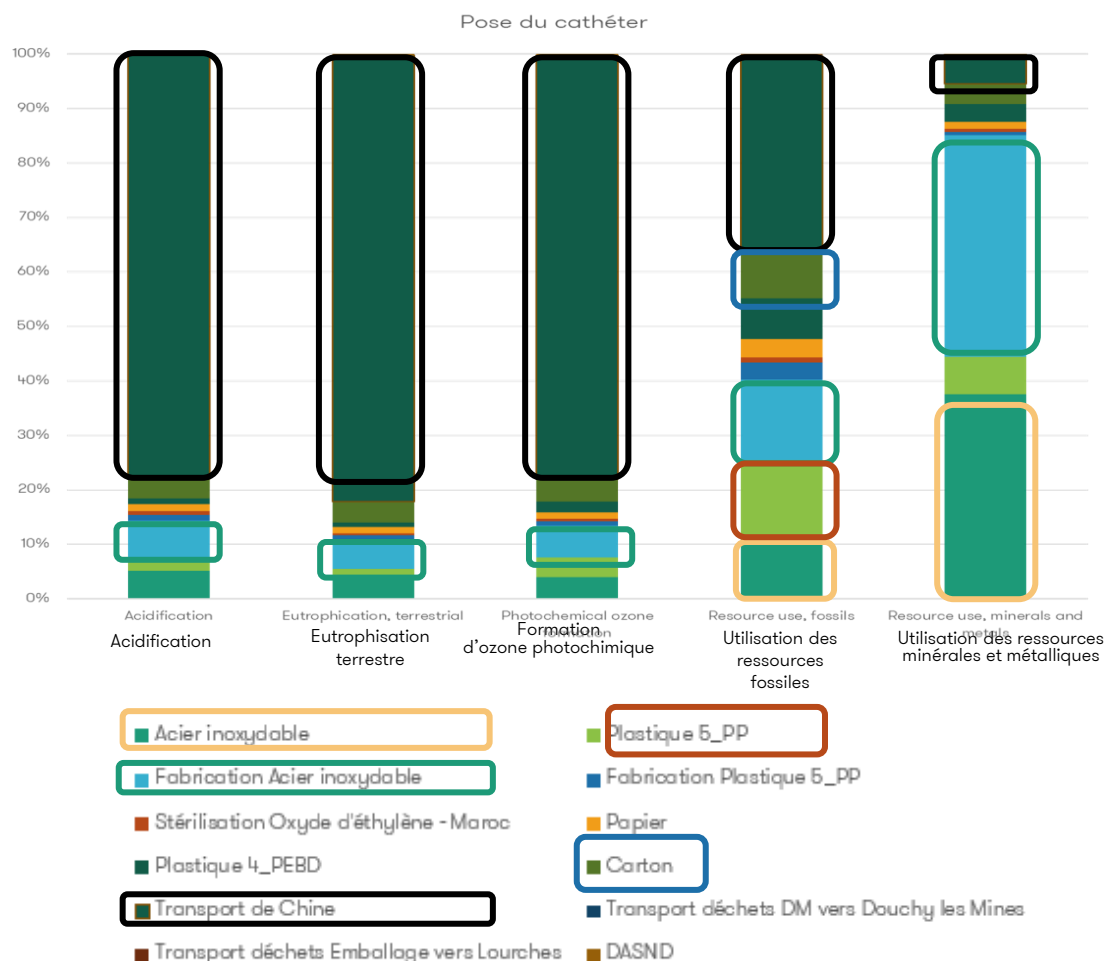 Pose du cathéter
100%
90%
80%
70%
60%
50%
40%
30%
20%
10%
0%
Acidification
Eutrophication, terrestrial
Photochemical ozone
formation
Resource use, fossils
Resource use, minerals and
metals
Acidification
Eutrophisation
terrestre
Formation
d'ozone photochimique
Utilisation des
ressources
fossiles
Utilisation des ressources
minérales et métalliques
Acier inoxydable
Plastique 5_PP
Fabrication Acier inoxydable
Fabrication Plastique 5_PP
Stérilisation Oxyde d'éthylène - Maroc
Papier
Plastique 4_PEBD
Carton
Transport de Chine
Transport déchets DM vers Douchy les Mines
Transport déchets Emballage vers Lourches
DASND